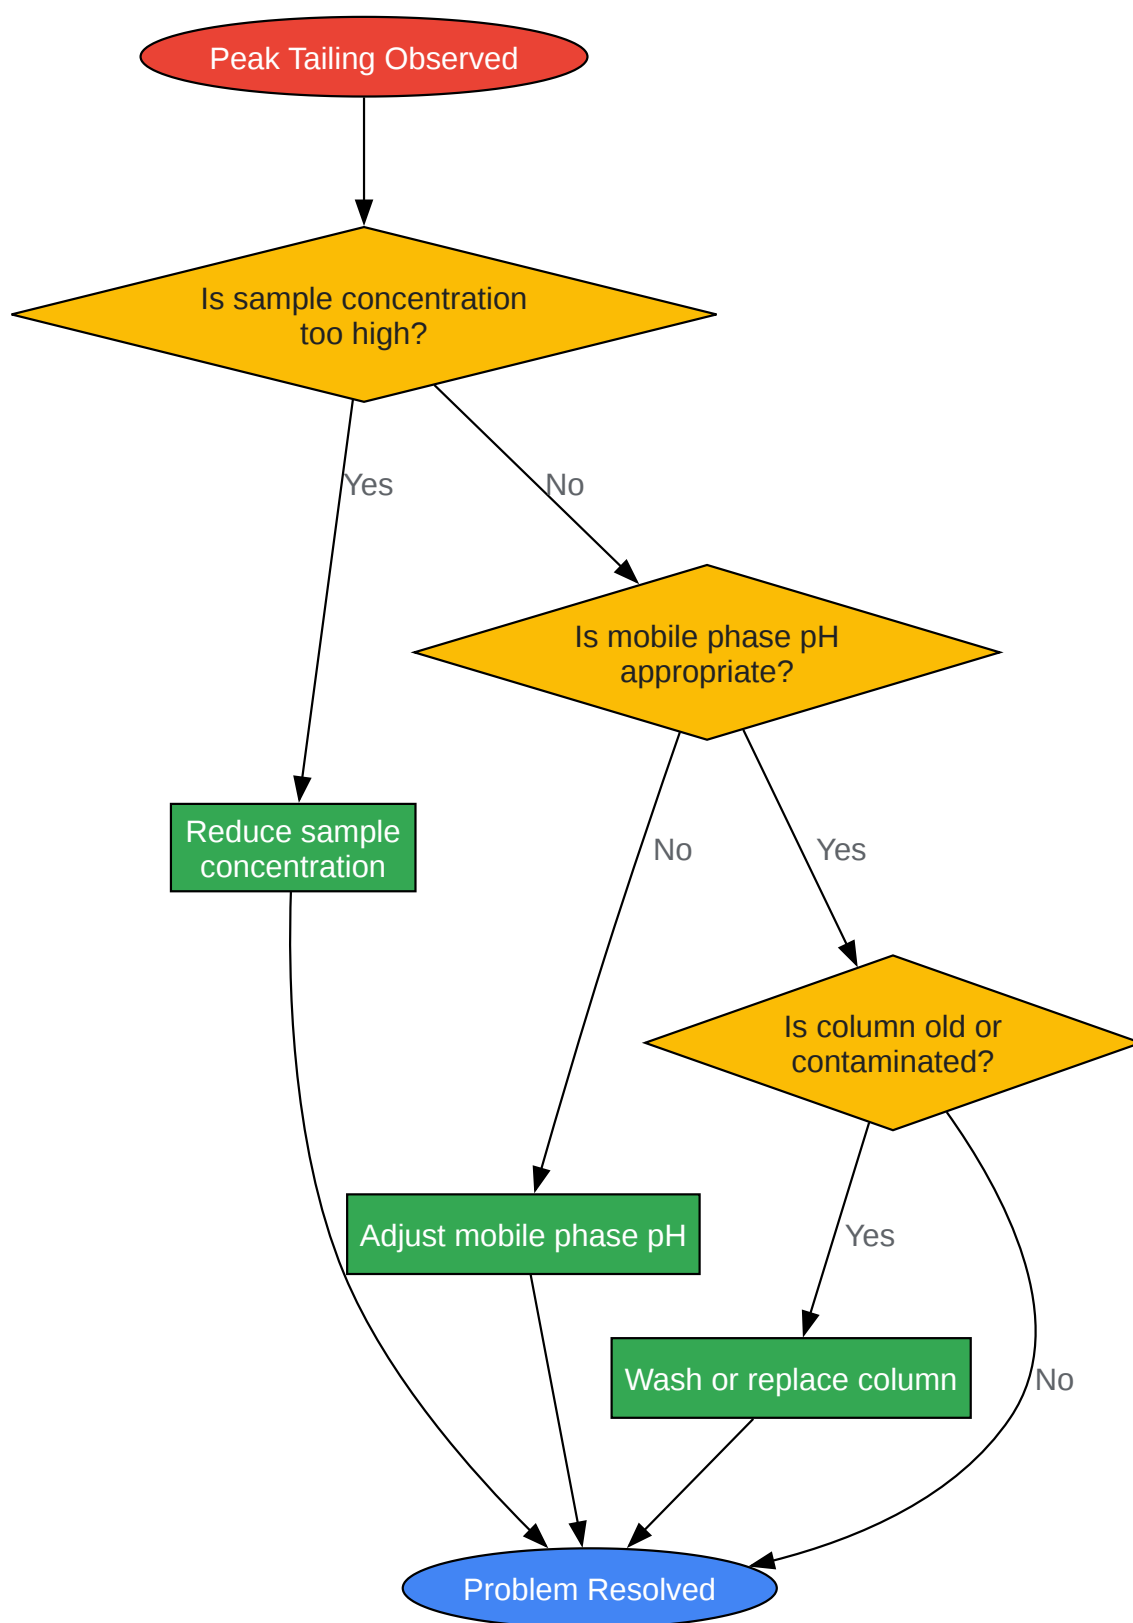 Peak Tailing Observed
Is sample concentration
too high?
Yes
No
Is mobile phase pH
appropriate?
Reduce sample
concentration
No
Yes
Is column old or
contaminated?
Adjust mobile phase pH
Yes
Wash or replace column
No
Problem Resolved